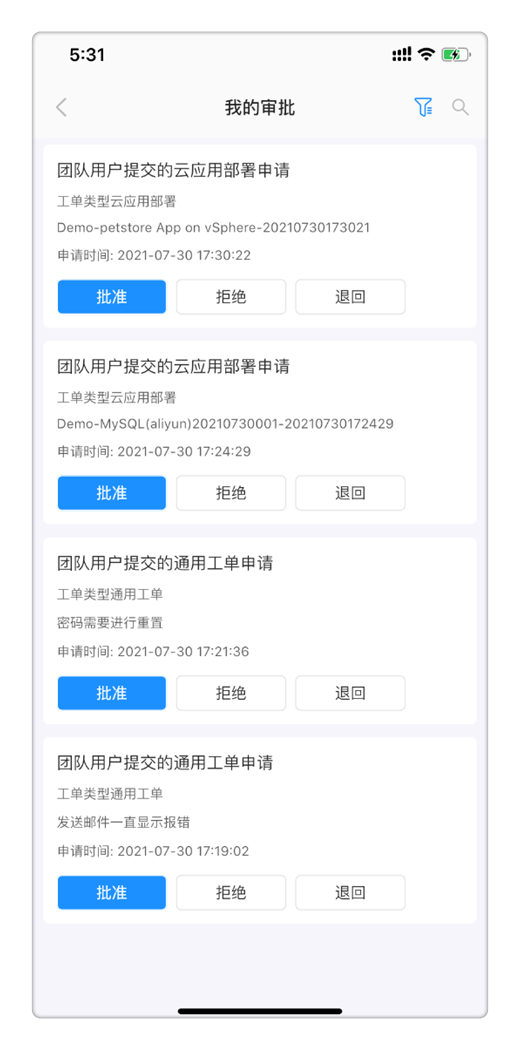 5:31
我的审批
团队用户提交的云应用部署申请
工单类型云应用部署
Demo-petstore App on vSphere-20210730173021
申请时间: 2021-07-30 17:30:22
批准 拒绝 退回
团队用户提交的云应用部署申请
工单类型云应用部署
Demo-MySQL(aliyun)20210730001-20210730172429
申请时间: 2021-07-30 17:24:29
批准 拒绝 退回
团队用户提交的通用工单申请
工单类型通用工单
密码需要进行重置
申请时间: 2021-07-30 17:21:36
批准 拒绝 退回
团队用户提交的通用工单申请
工单类型通用工单
发送邮件一直显示报错
申请时间: 2021-07-30 17:19:02
批准 拒绝 退回